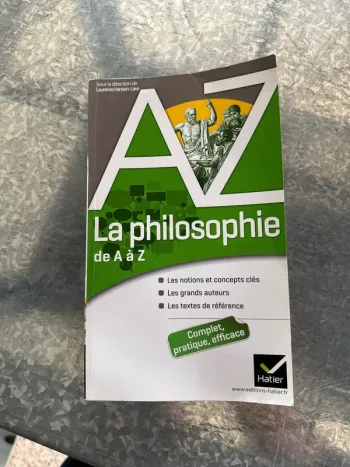 Sous la direction de
Laurence Hansen-Løve
AZ
La philosophie
de A à Z
Les notions et concepts clés
Les grands auteurs
Les textes de référence
Complet,
pratique, efficace
Hatier
www.editions-hatier.fr